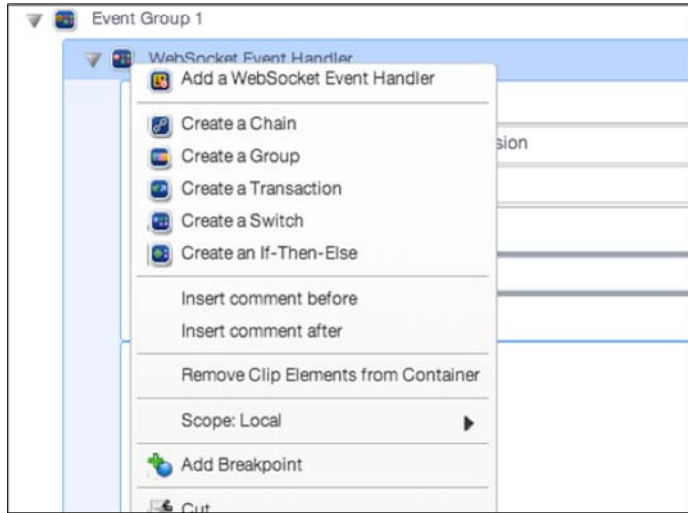 Event Group 1
WebSocket Event Handler
Add a WebSocket Event Handler
Create a Chain
sion
Create a Group
Create a Transaction
Create a Switch
Create an If-Then-Else
Insert comment before
Insert comment after
Remove Clip Elements from Container
Scope: Local
Add Breakpoint
Cut